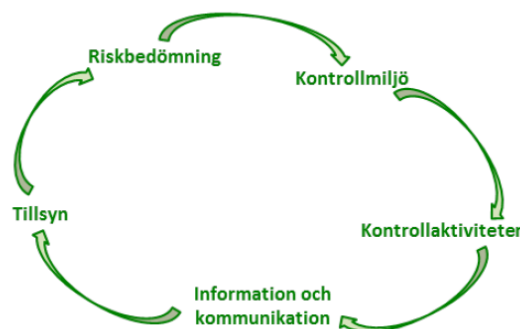 Riskbedömning
Kontrollmiljö
Kontrollaktiviteter
Information och
kommunikation
Tillsyn